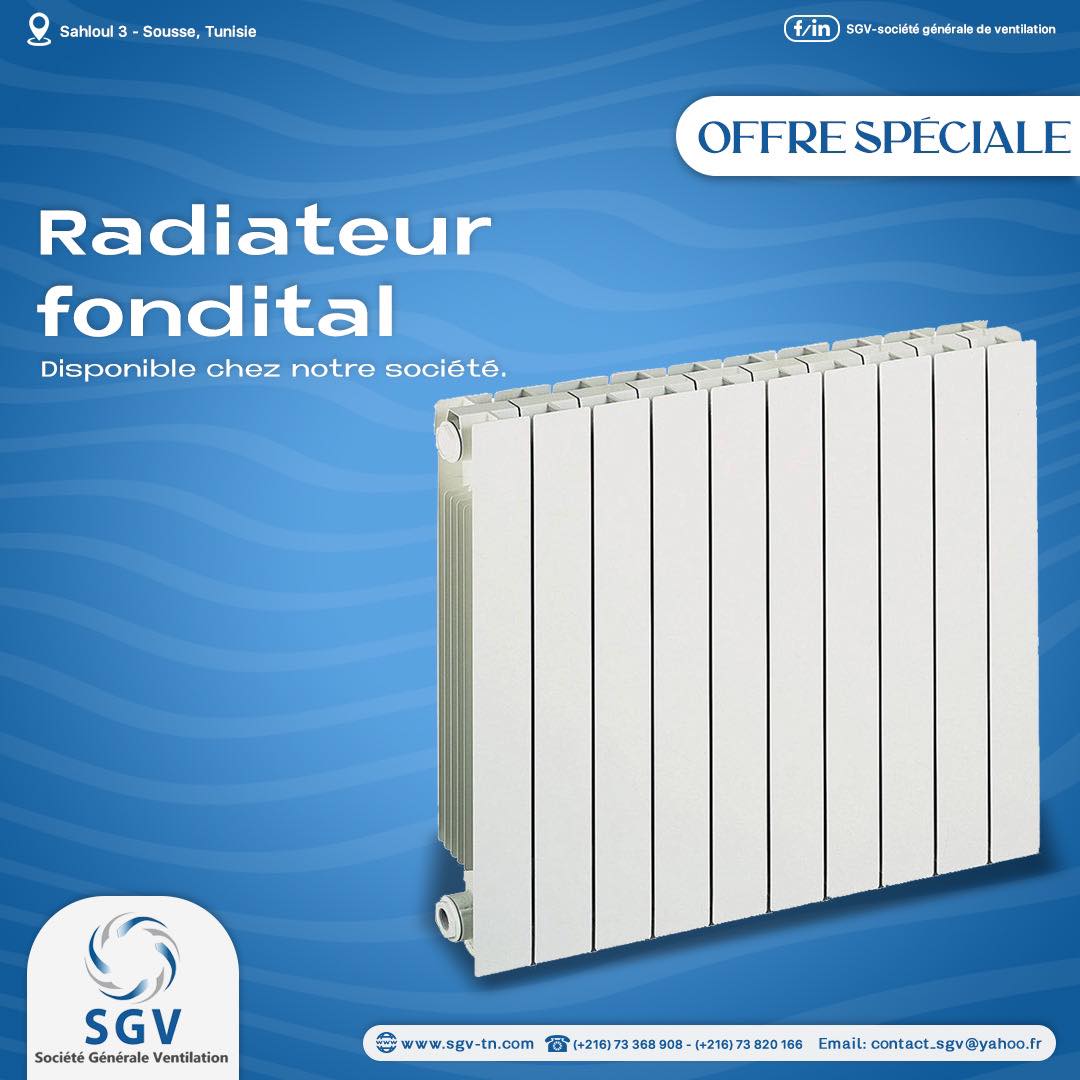 Sahloul 3 - Sousse, Tunisie
f/in SGV-société générale de ventilation
OFFRE SPÉCIALE
Radiateur
fondital
Disponible chez notre société.
SGV
Société Générale Ventilation
www.sgv-tn.com (+216) 73 368 908 - (+216) 73 820 166 Email: contact_sgv@yahoo.fr